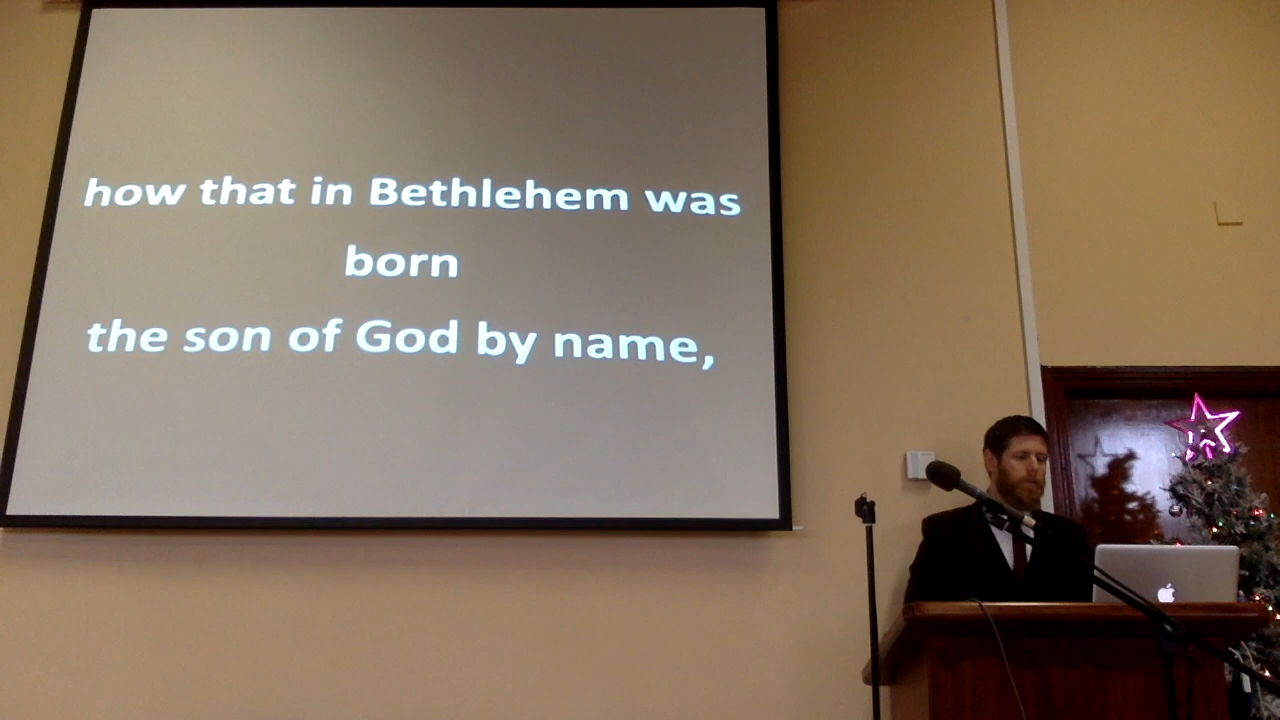 how that in Bethlehem was
born
the son of God by name,